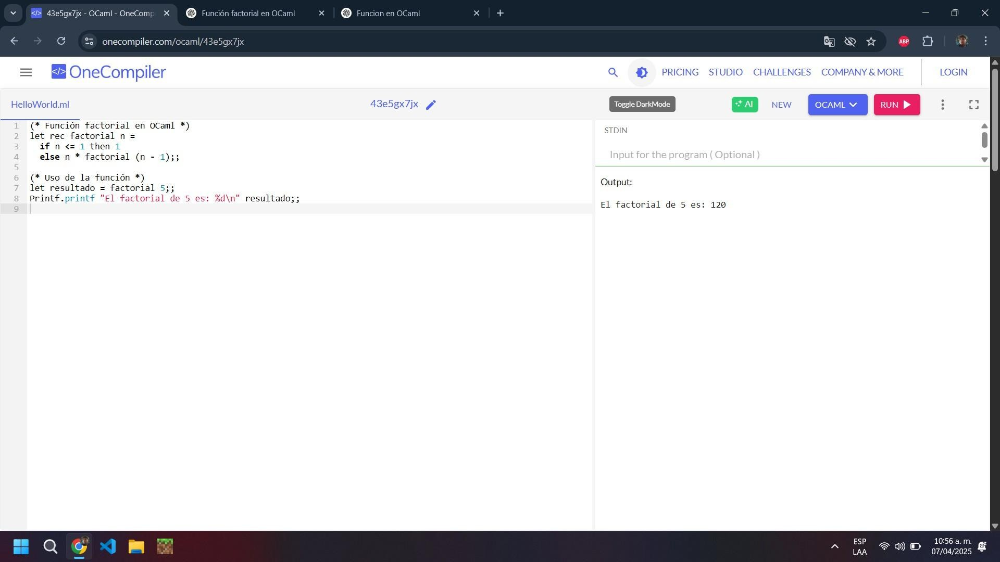 43e5gx7jx - OCaml - OneComp
Función factorial en OCaml
Funcion en OCaml
onecompiler.com/ocaml/43e5gx7jx
ABP
</> OneCompiler
PRICING STUDIO CHALLENGES COMPANY & MORE LOGIN
HelloWorld.ml
43e5gx7jx
Toggle DarkMode
AI
NEW
OCAML
RUN
1 (* Función factorial en OCaml *)
2 let rec factorial n =
3 if n <= 1 then 1
4 else n * factorial (n - 1);;
5
6 (* Uso de la función *)
7 let resultado = factorial 5;;
8 Printf.printf "El factorial de 5 es: %d\n" resultado;;
9
STDIN
Input for the program ( Optional )
Output:
El factorial de 5 es: 120
ESP
LAA
10:56 a. m.
07/04/2025